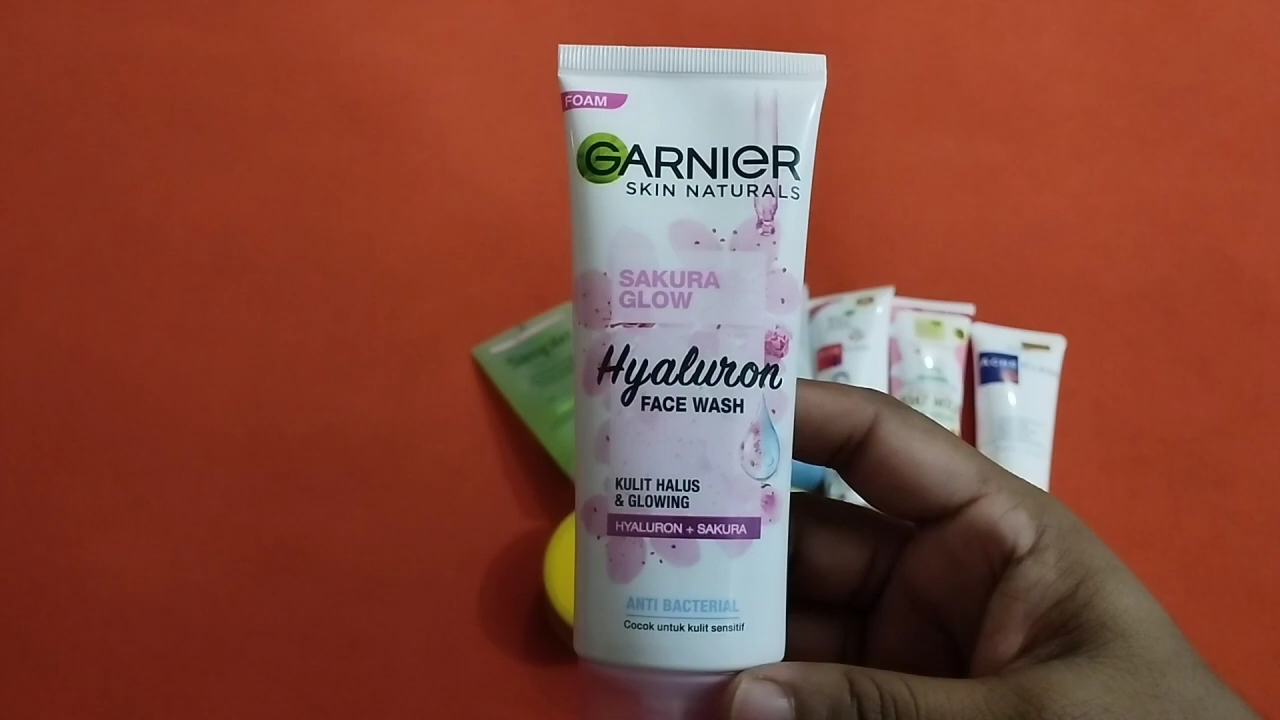 FOAM
GARNIER
SKIN NATURALS
SAKURA
GLOW
Hyaluron
FACE WASH
KULIT HALUS
& GLOWING
HYALURON + SAKURA
ANTI BACTERIAL
Cocok untuk kulit sensitif